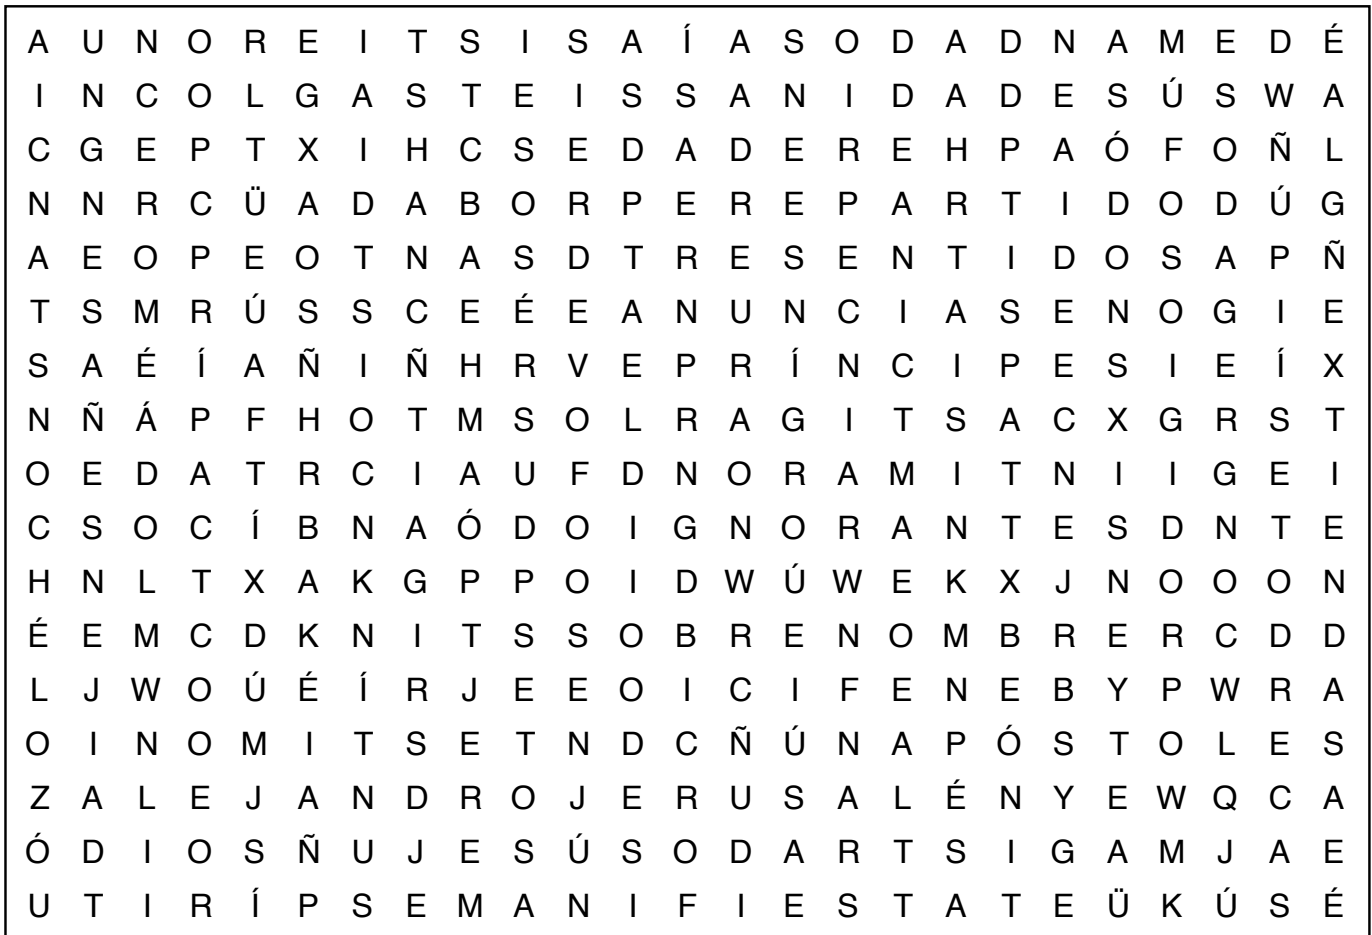 A U N O R E I T S I S A Í A S O D A D N A M E D É
I N C O L G A S T E I S S A N I D A D E S Ú S W A
C G E P T X I H C S E D A D E R E H P A Ó F O Ñ L
N N R C Ü A D A B O R P E R E P A R T I D O D Ú G
A E O P E O T N A S D T R E S E N T I D O S A P Ñ
T S M R Ú S S C E É E A N U N C I A S E N O G I E
S A É Í A Ñ I Ñ H R V E P R Í N C I P E S I E Í X
N Ñ Á P F H O T M S O L R A G I T S A C X G R S T
O E D A T R C I A U F D N O R A M I T N I I G E I
C S O C Í B N A Ó D O I G N O R A N T E S D N T E
H N L T X A K G P P O I D W Ú W E K X J N O O O N
É E M C D K N I T S S O B R E N O M B R E R C D D
L J W O Ú É Í R J E E O I C I F E N E B Y P W R A
O I N O M I T S E T N D C Ñ Ú N A P Ó S T O L E S
Z A L E J A N D R O J E R U S A L É N Y E W Q C A
Ó D I O S Ñ U J E S Ú S O D A R T S I G A M J A E
U T I R Í P S E M A N I F I E S T A T E Ü K Ú S É